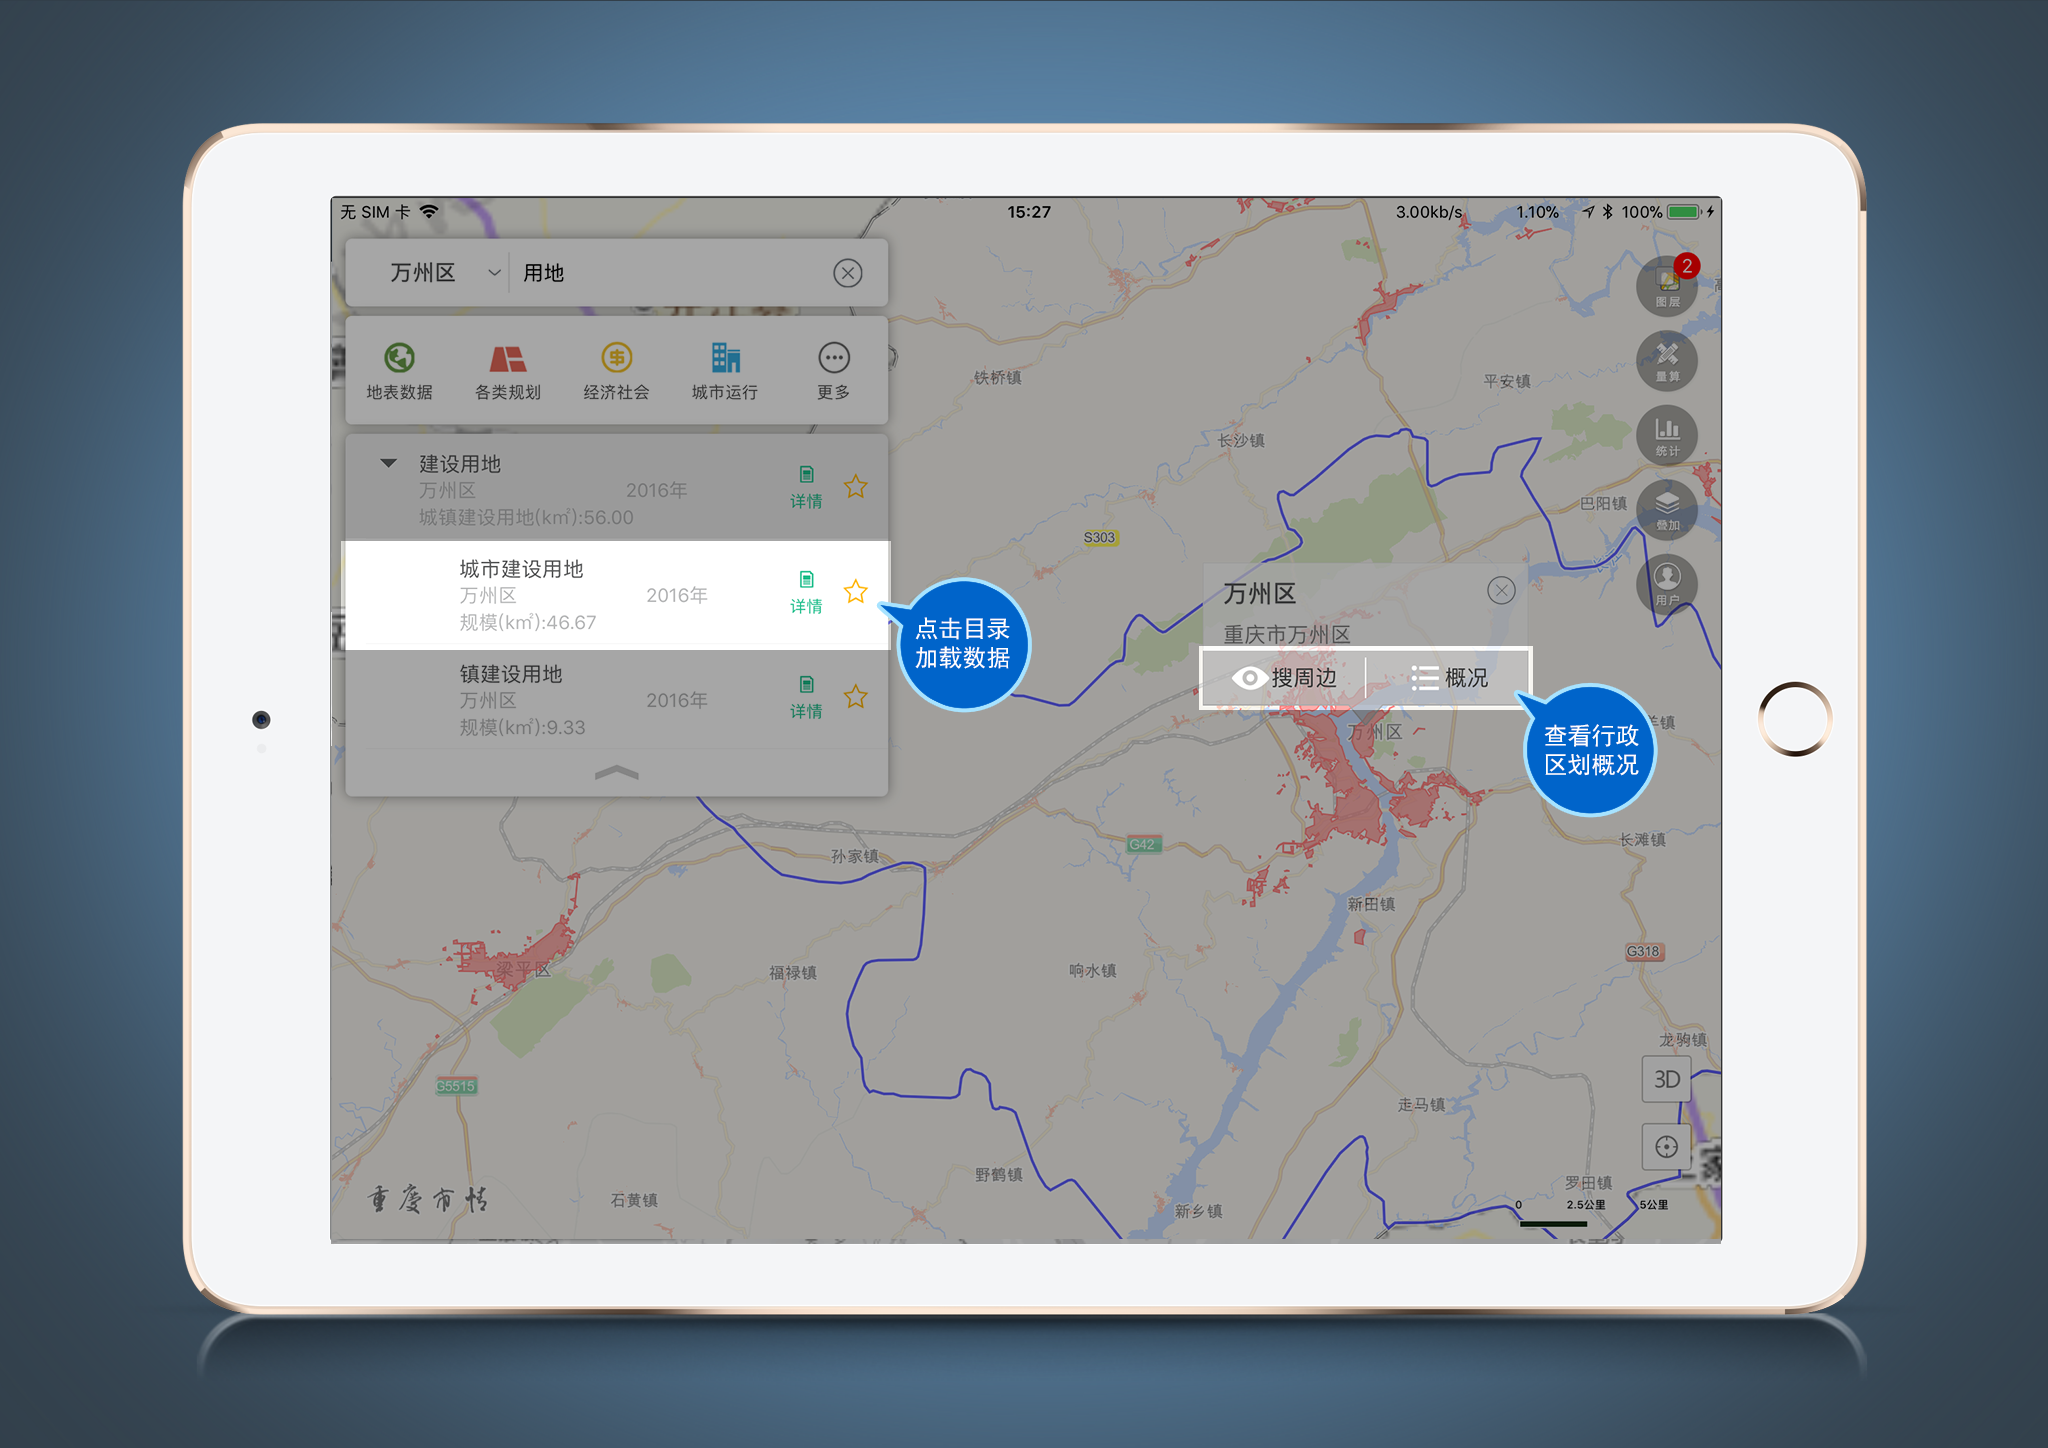 无 SIM 卡
15:27
3.00kb/s
1.10%
100%
万州区
用地
地表数据
各类规划
经济社会
城市运行
更多
建设用地
万州区
2016年
城镇建设用地(km²):56.00
详情
城市建设用地
万州区
2016年
规模(km²):46.67
详情
镇建设用地
万州区
2016年
规模(km²):9.33
详情
点击目录
加载数据
2
图层
量算
统计
叠加
用户
铁桥镇
平安镇
长沙镇
巴阳镇
S303
万州区
重庆市万州区
搜周边
概况
查看行政
区划概况
万州区
长滩镇
G42
孙家镇
新田镇
G318
梁平区
福禄镇
响水镇
龙驹镇
3D
G5515
走马镇
野鹤镇
罗田镇
石黄镇
新乡镇
重庆市情
0
2.5公里
5公里